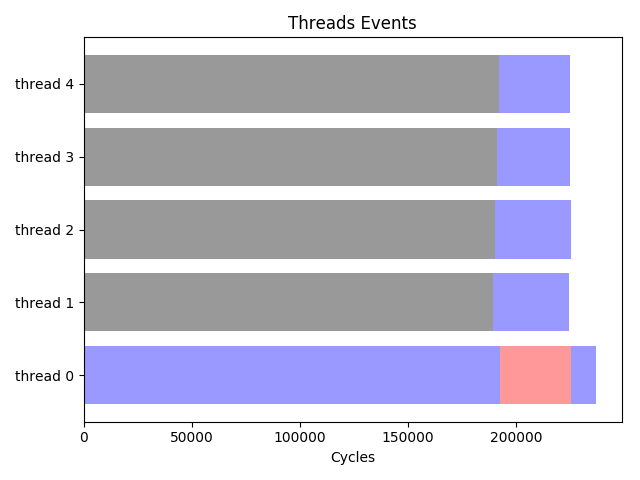 Threads Events
thread 4
thread 3
thread 2
thread 1
thread 0
0 50000 100000 150000 200000
Cycles